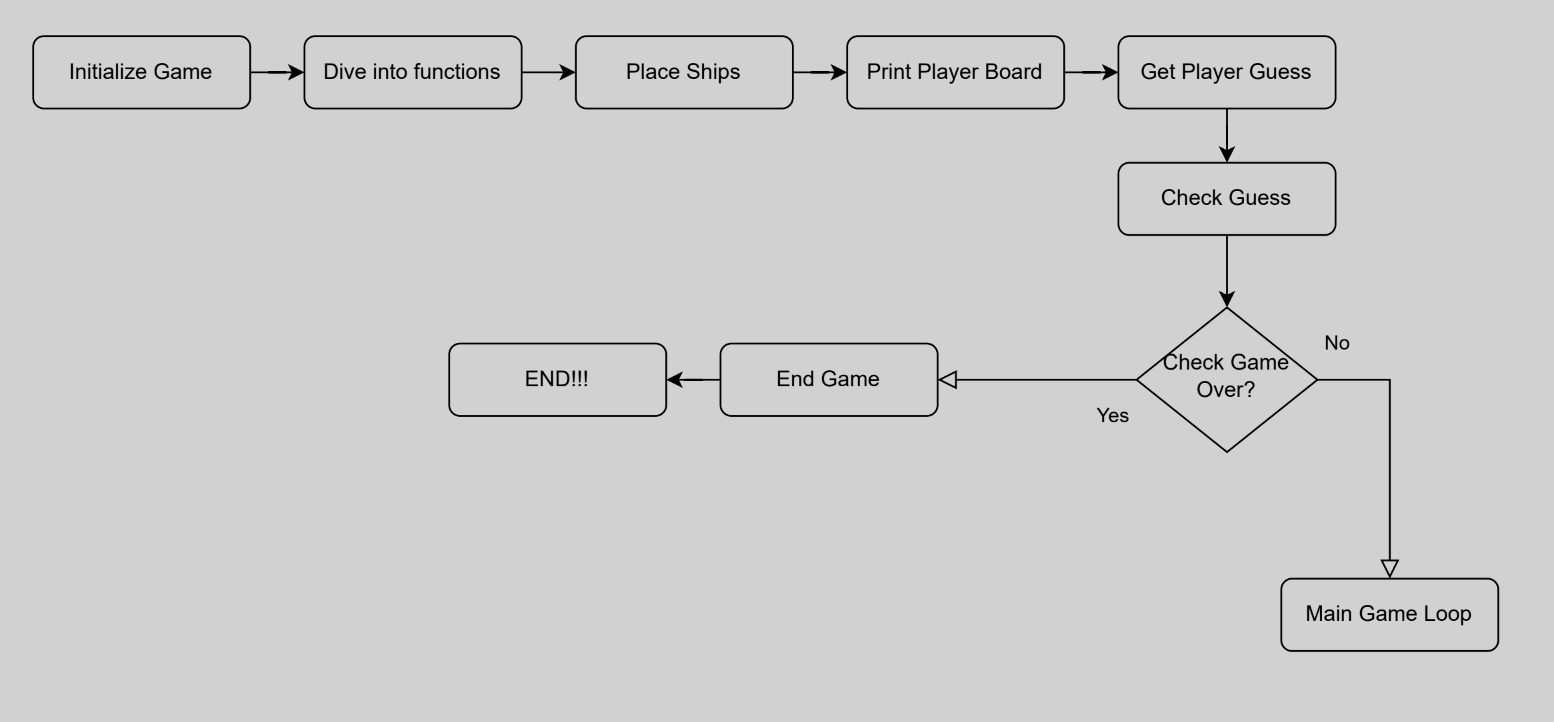 Initialize Game
Dive into functions
Place Ships
Print Player Board
Get Player Guess
Check Guess
Check Game
Over?
No
Yes
End Game
END!!!
Main Game Loop